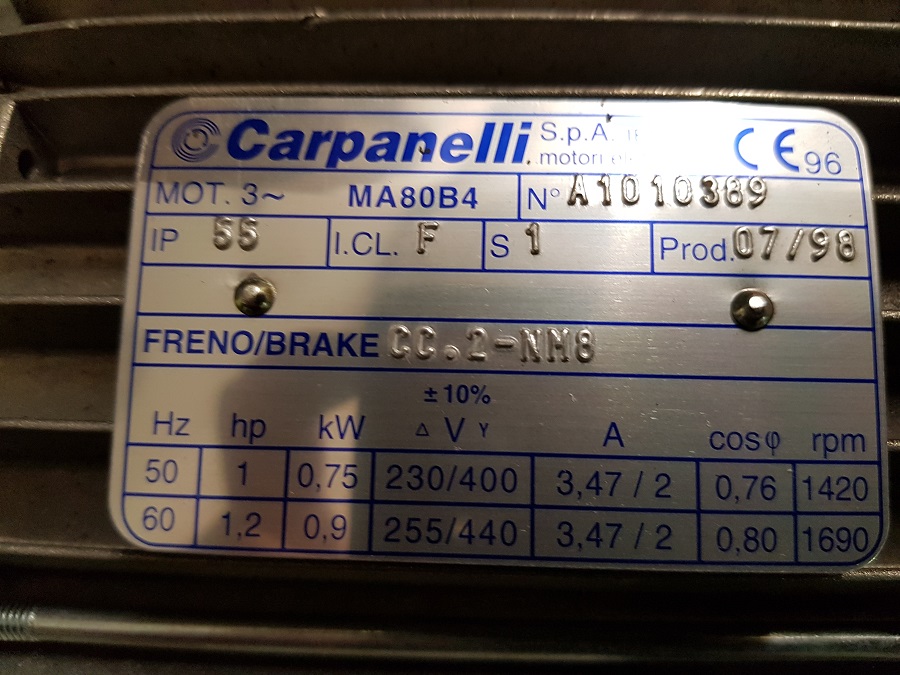 Carpanelli S.p.A.
motori
CE 96
MOT. 3~ MA80B4 N° A1010389
IP 55 I.CL. F S 1 Prod. 07/98
FRENO/BRAKE CC.2-NM8
±10%
Hz hp kW Δ V Y A cosφ rpm
50 1 0,75 230/400 3,47 / 2 0,76 1420
60 1,2 0,9 255/440 3,47 / 2 0,80 1690